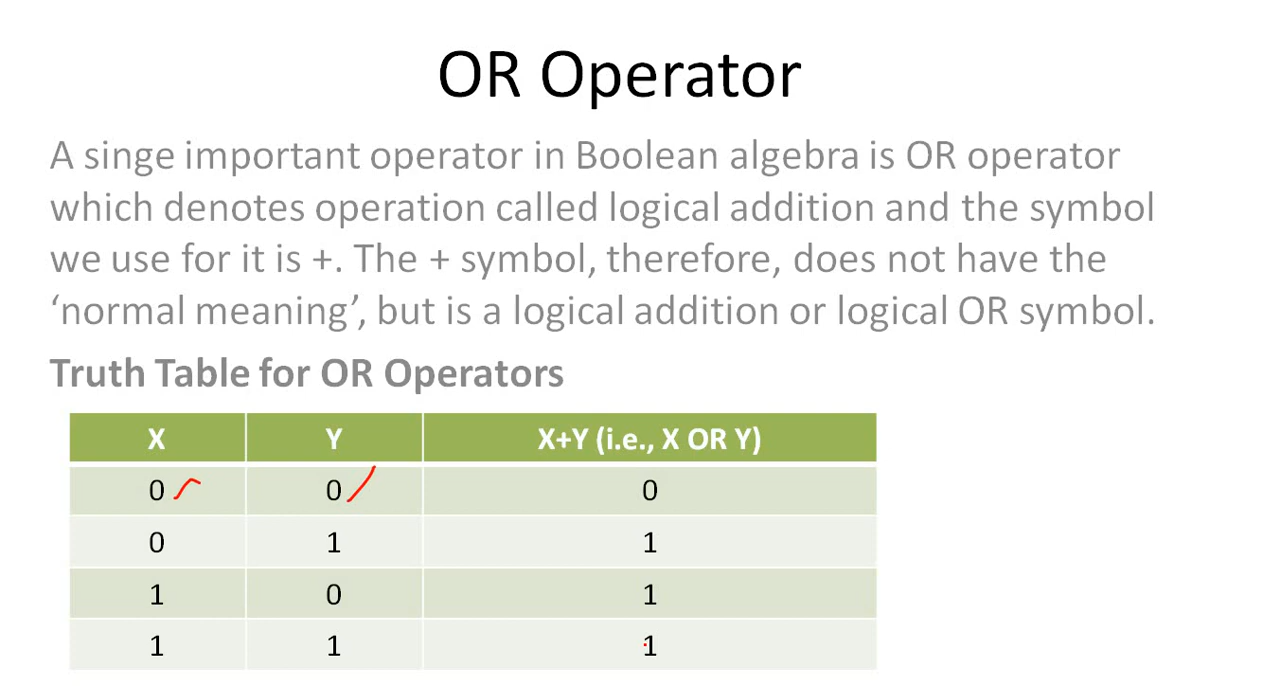 OR Operator
A singe important operator in Boolean algebra is OR operator
which denotes operation called logical addition and the symbol
we use for it is +. The + symbol, therefore, does not have the
‘normal meaning’, but is a logical addition or logical OR symbol.
Truth Table for OR Operators
X Y X+Y (i.e., X OR Y)
0 0 0
0 1 1
1 0 1
1 1 1